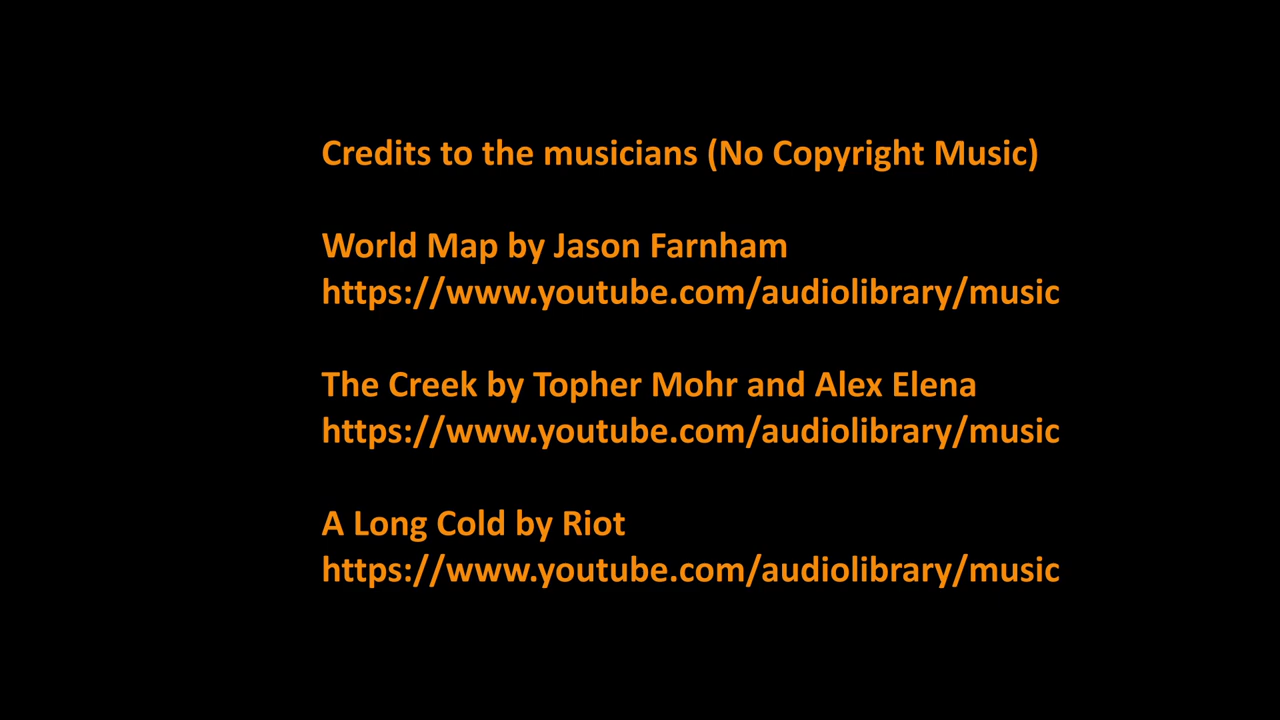 Credits to the musicians (No Copyright Music)
World Map by Jason Farnham
https://www.youtube.com/audiolibrary/music
The Creek by Topher Mohr and Alex Elena
https://www.youtube.com/audiolibrary/music
A Long Cold by Riot
https://www.youtube.com/audiolibrary/music